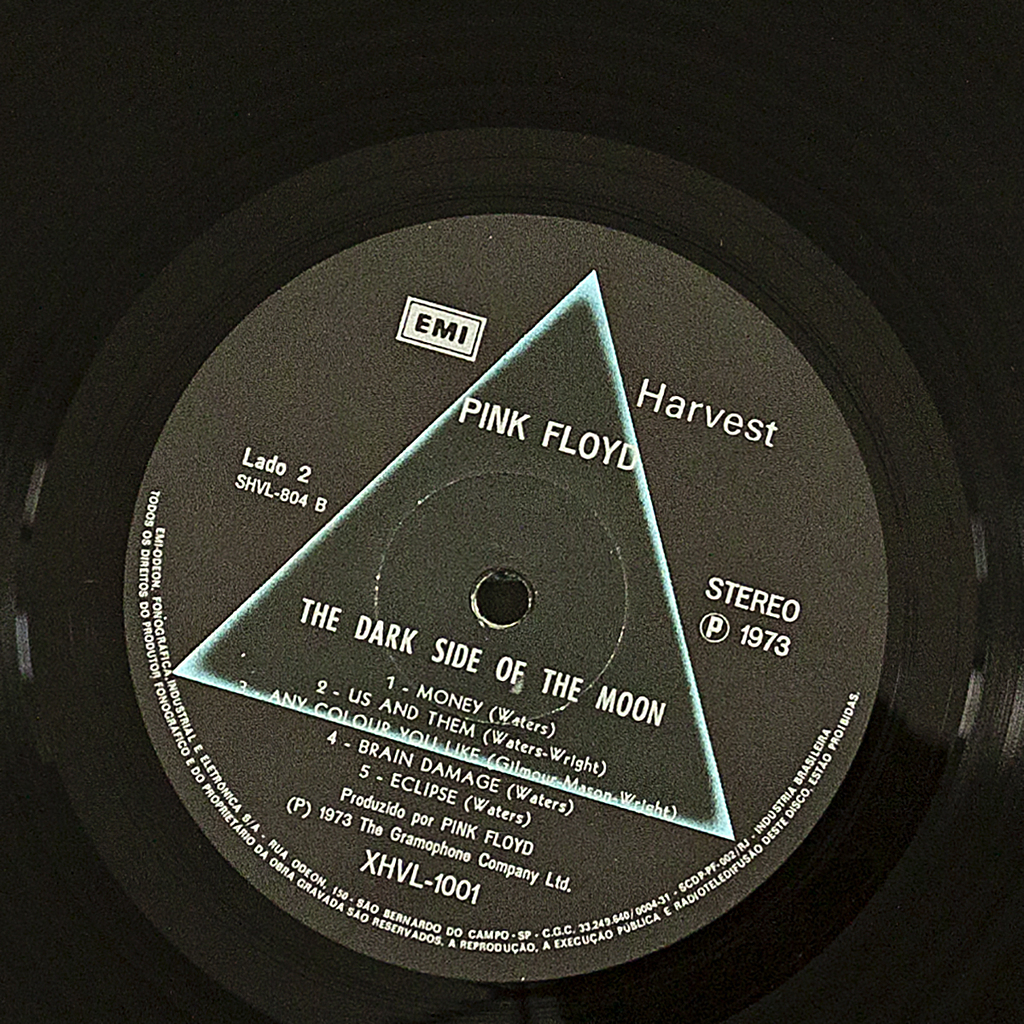 EMI
Harvest
PINK FLOYD
Lado 2
SHVL-804 B
STEREO
Ⓟ 1973
THE DARK SIDE OF THE MOON
1 - MONEY (Waters)
2 - US AND THEM (Waters-Wright)
3 - ANY COLOUR YOU LIKE (Gilmour-Mason-Wright)
4 - BRAIN DAMAGE (Waters)
5 - ECLIPSE (Waters)
Produzido por PINK FLOYD
(P) 1973 The Gramophone Company Ltd.
XHVL-1001
EMI-ODEON, FONOGRÁFICA, INDUSTRIAL E ELETRÔNICA, S/A - RUA ODEON, 150 - SÃO BERNARDO DO CAMPO - SP - C.G.C. 33.249.640/0004-31 - SCDP-PF-002/RJ - INDÚSTRIA BRASILEIRA
TODOS OS DIREITOS DO PRODUTOR FONOGRÁFICO E DO PROPRIETÁRIO DA OBRA GRAVADA SÃO RESERVADOS. A REPRODUÇÃO, A EXECUÇÃO PÚBLICA E RADIOTELEDIFUSÃO DESTE DISCO, ESTÃO PROIBIDAS.